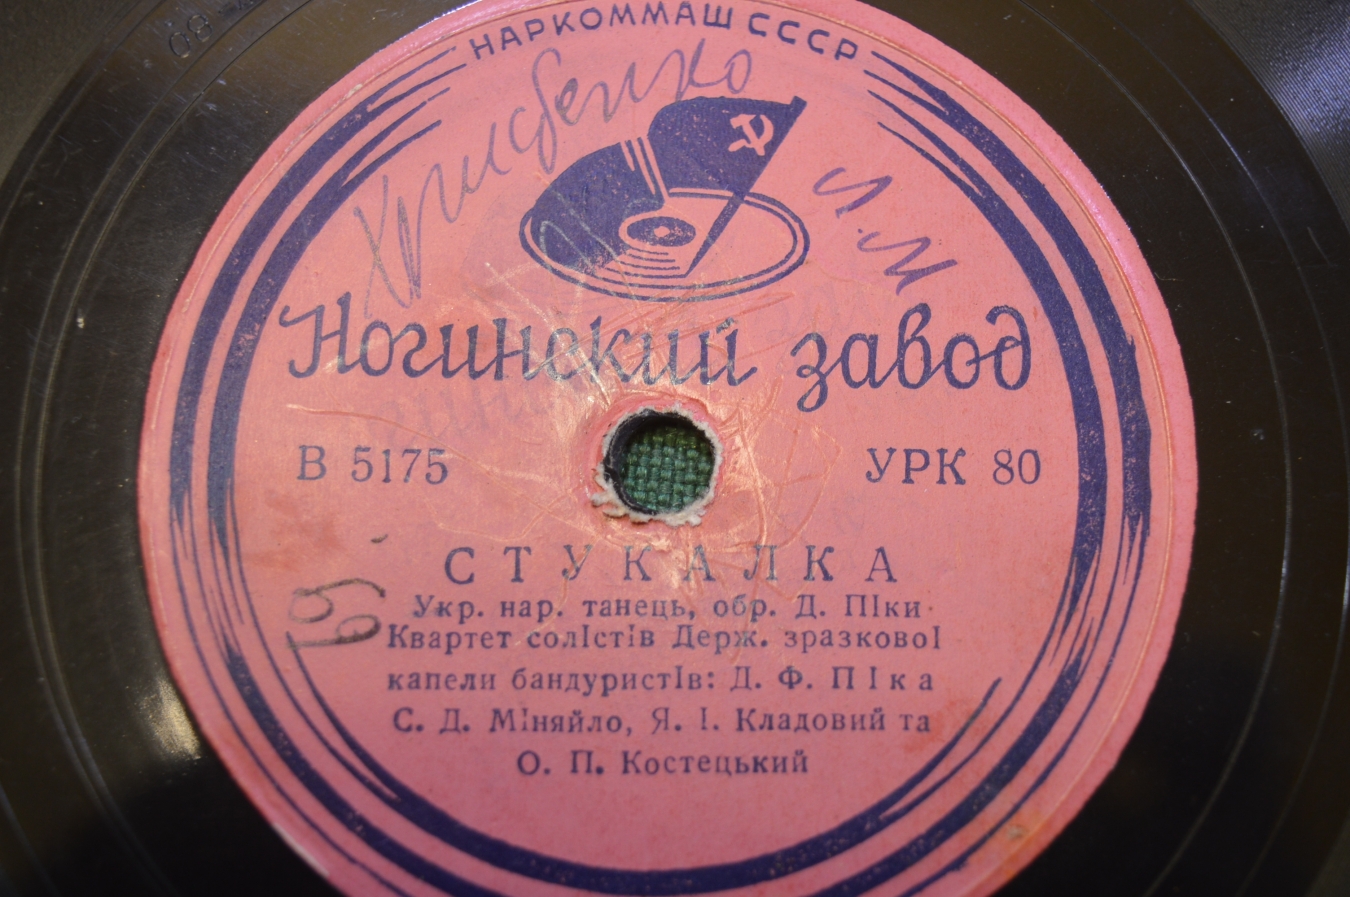 НАРКОММАШ СССР
Ногинский завод
В 5175 УРК 80
СТУКАЛКА
Укр. нар. танець, обр. Д. ПІки
Квартет солІстІв Держ. зразкової
капели бандуристІв: Д. Ф. ПІка
С. Д. МІняйло, Я. І. Кладовий та
О. П. Костецький